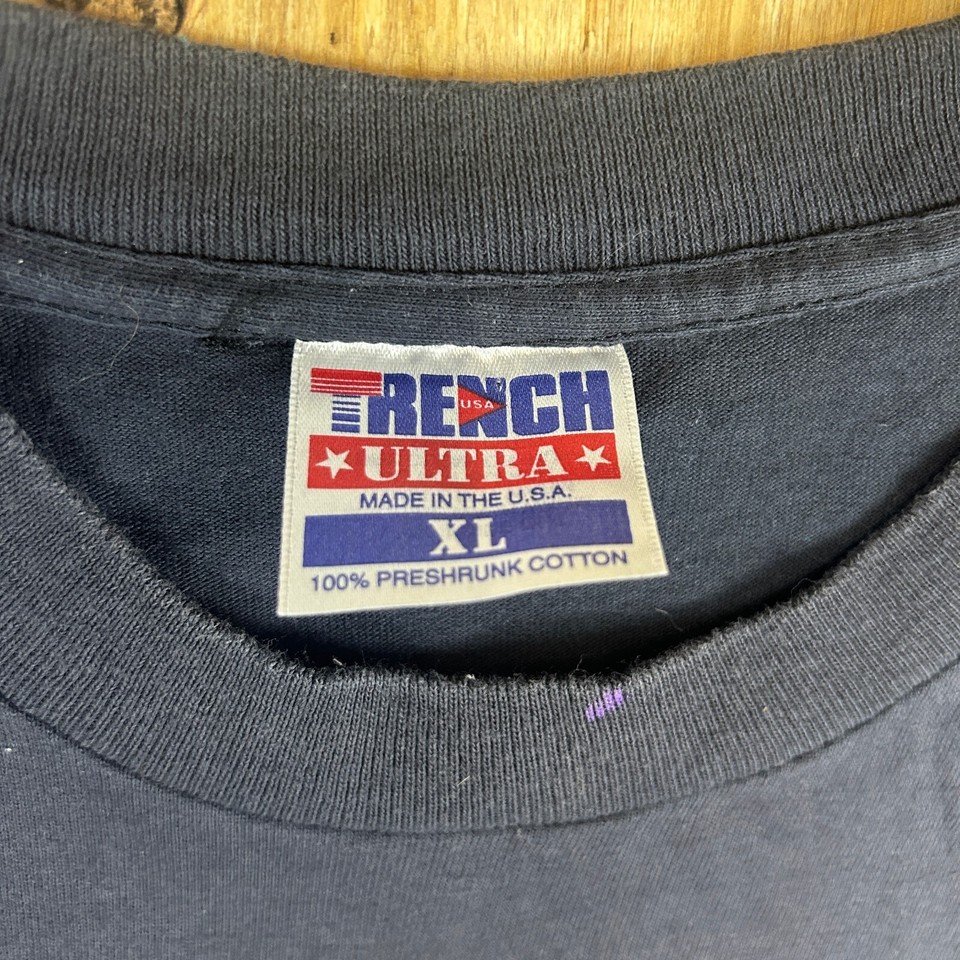 TRENCH
USA
ULTRA
MADE IN THE U.S.A.
XL
100% PRESHRUNK COTTON